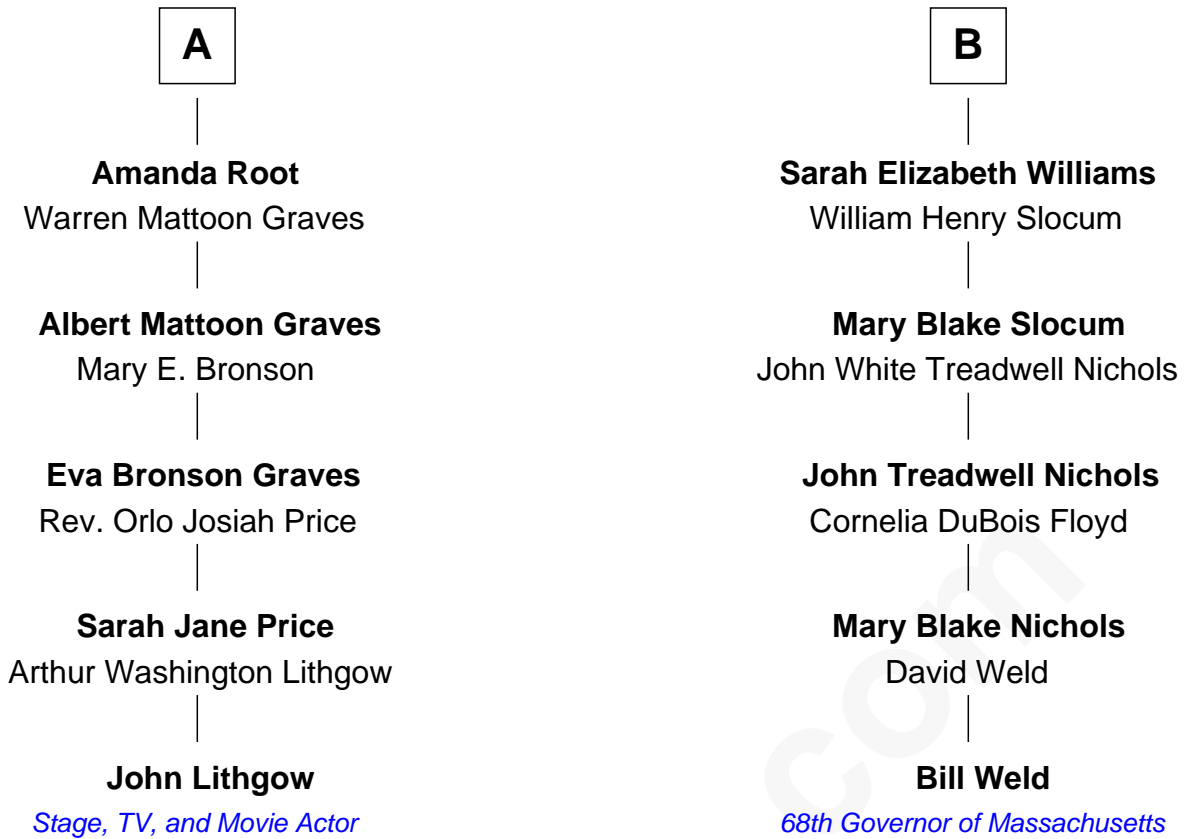 A
Amanda Root
Warren Mattoon Graves
Albert Mattoon Graves
Mary E. Bronson
Eva Bronson Graves
Rev. Orlo Josiah Price
Sarah Jane Price
Arthur Washington Lithgow
John Lithgow
Stage, TV, and Movie Actor
B
Sarah Elizabeth Williams
William Henry Slocum
Mary Blake Slocum
John White Treadwell Nichols
John Treadwell Nichols
Cornelia DuBois Floyd
Mary Blake Nichols
David Weld
Bill Weld
68th Governor of Massachusetts
com